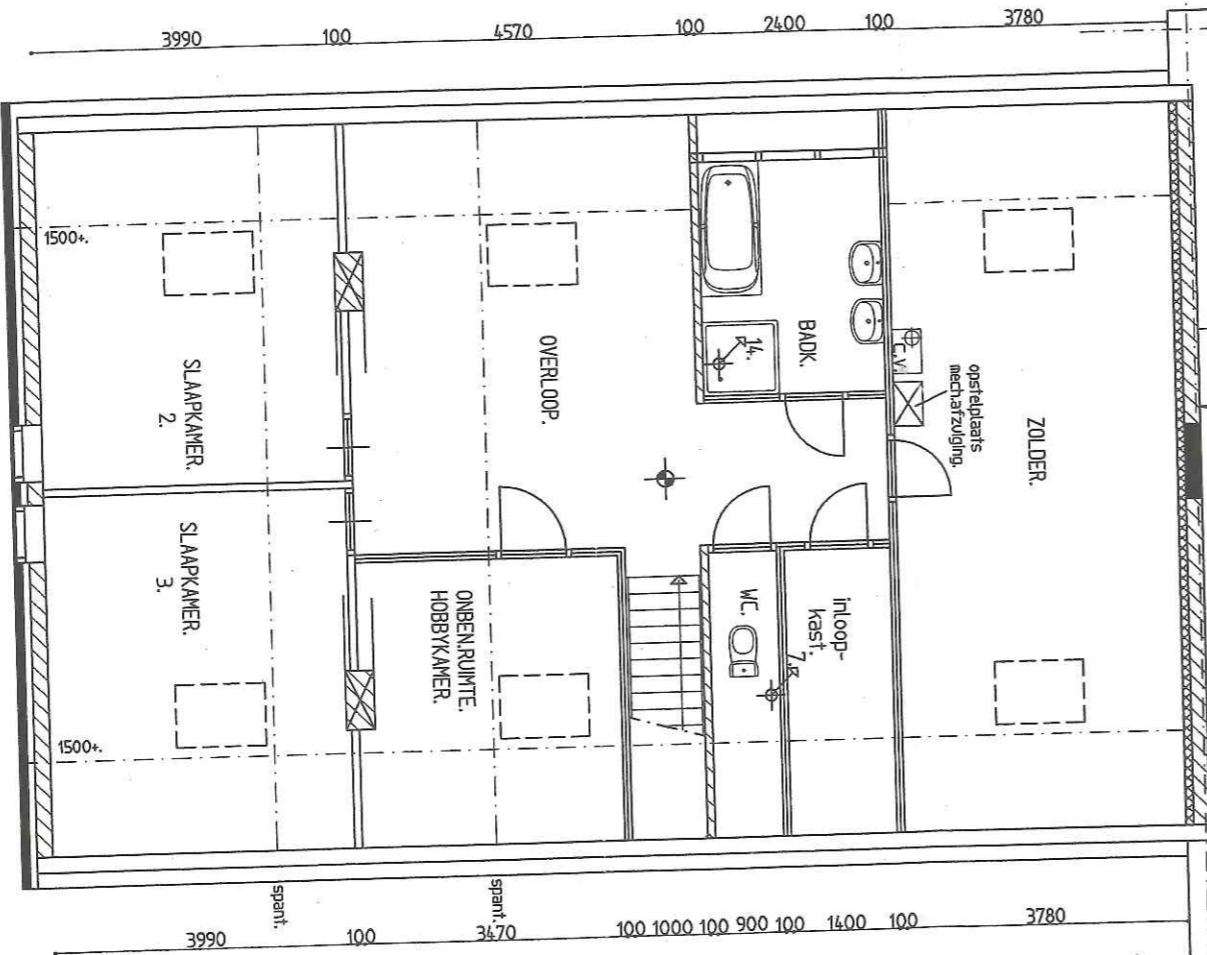 3990 100 4570 100 2400 100 3780
1500+.
SLAAPKAMER.
2.
OVERLOOP.
BADK.
14.
C.V.
opstelplaats
mech.afzuiging.
ZOLDER.
SLAAPKAMER.
3.
ONBEN.RUIMTE.
HOBBYKAMER.
WC.
7.
inloop-
kast.
1500+.
spant.
spant.
3990 100 3470 100 1000 100 900 100 1400 100 3780